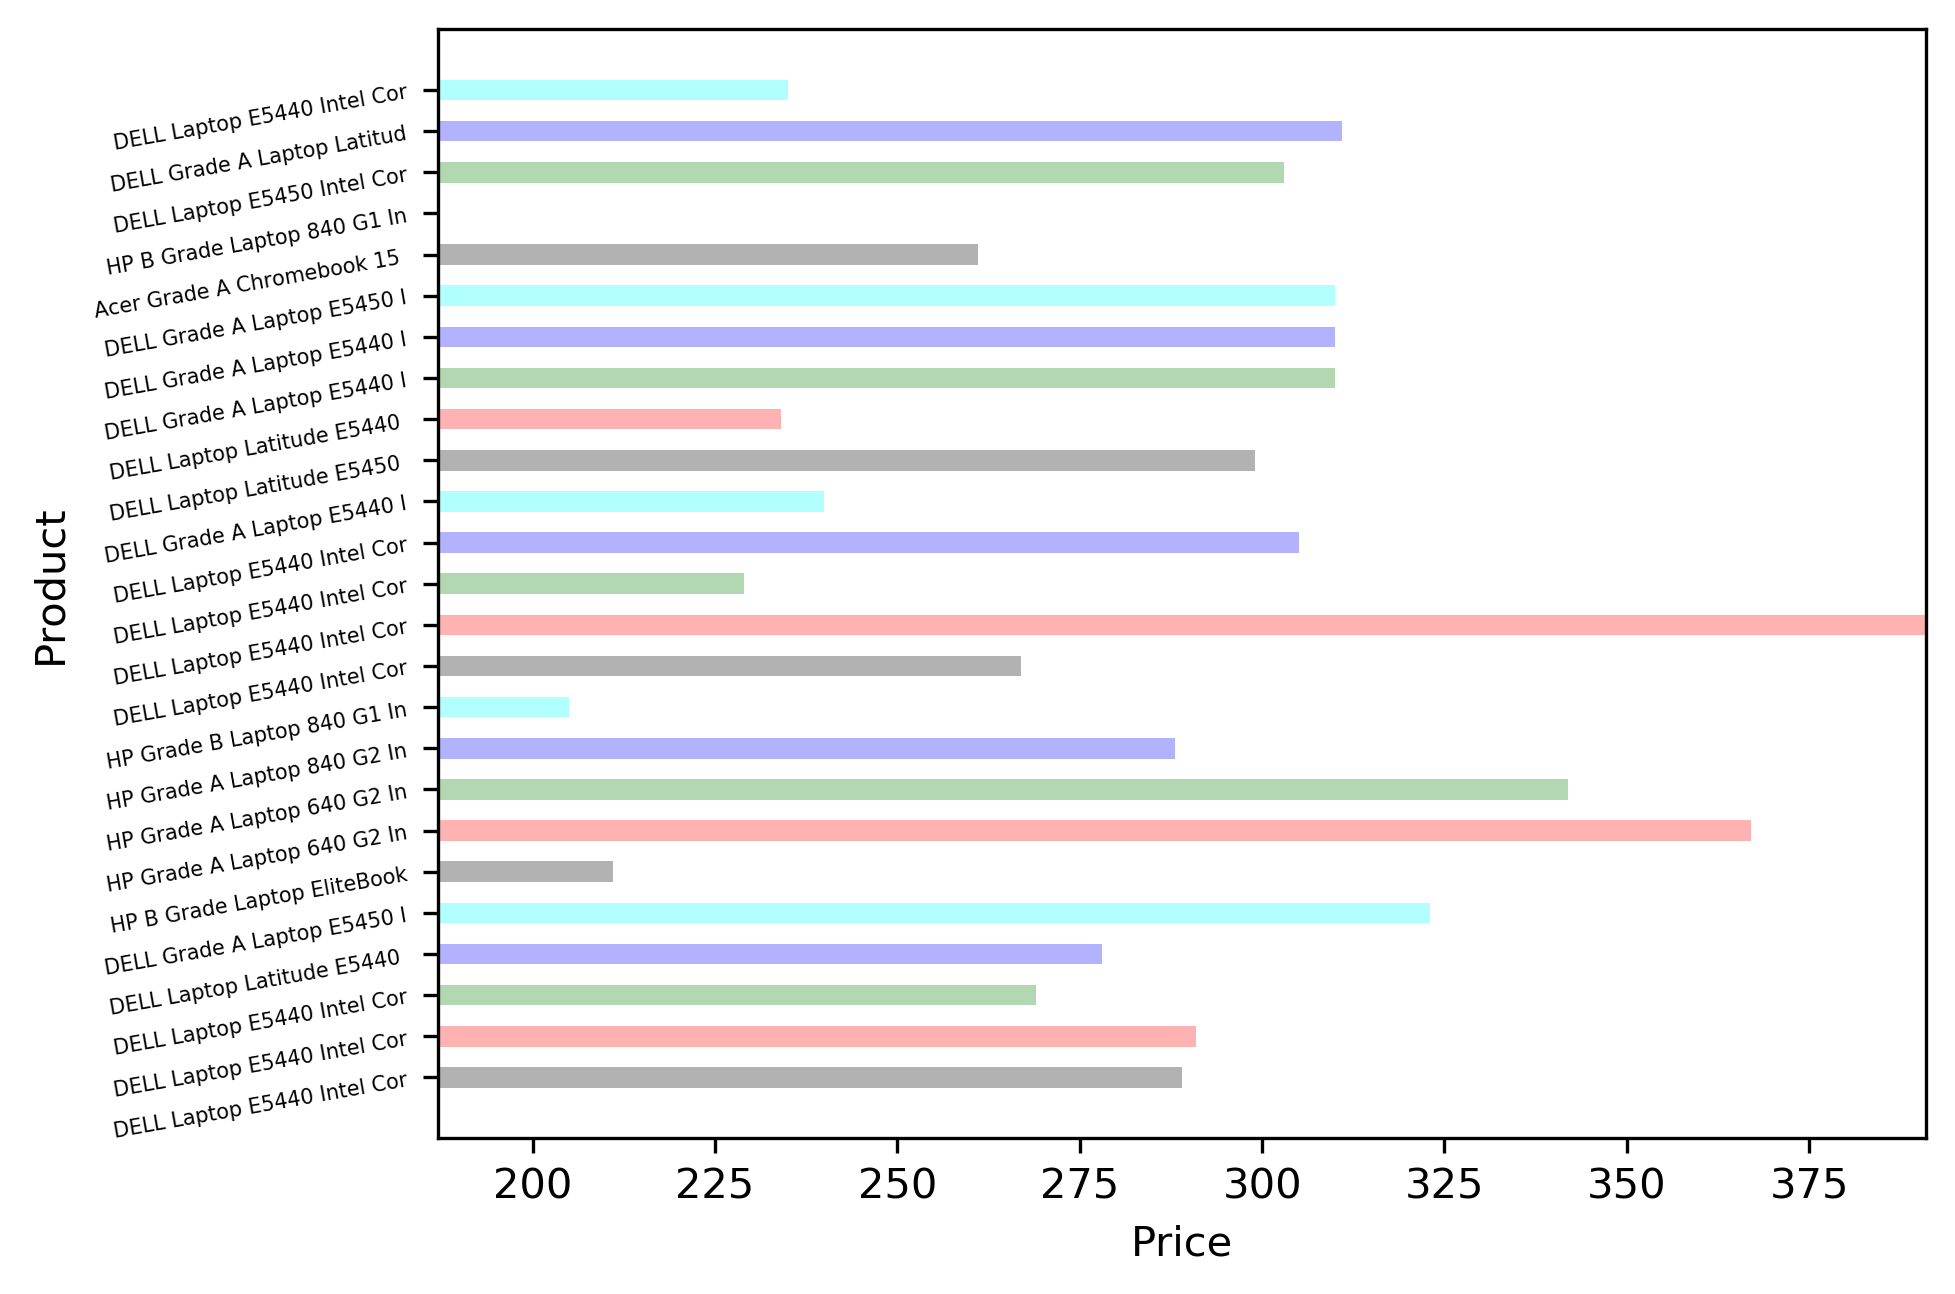 DELL Laptop E5440 Intel Cor
DELL Grade A Laptop Latitud
DELL Laptop E5450 Intel Cor
HP B Grade Laptop 840 G1 In
Acer Grade A Chromebook 15
DELL Grade A Laptop E5450 I
DELL Grade A Laptop E5440 I
DELL Grade A Laptop E5440 I
DELL Laptop Latitude E5440
DELL Laptop Latitude E5450
DELL Grade A Laptop E5440 I
DELL Laptop E5440 Intel Cor
DELL Laptop E5440 Intel Cor
DELL Laptop E5440 Intel Cor
DELL Laptop E5440 Intel Cor
HP Grade B Laptop 840 G1 In
HP Grade A Laptop 840 G2 In
HP Grade A Laptop 640 G2 In
HP Grade A Laptop 640 G2 In
HP B Grade Laptop EliteBook
DELL Grade A Laptop E5450 I
DELL Laptop Latitude E5440
DELL Laptop E5440 Intel Cor
DELL Laptop E5440 Intel Cor
DELL Laptop E5440 Intel Cor
Product
200 225 250 275 300 325 350 375
Price